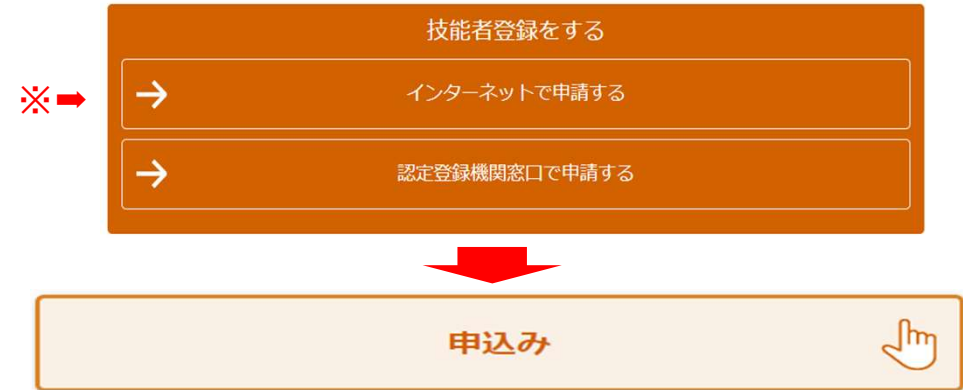 技能者登録をする
※
インターネットで申請する
認定登録機関窓口で申請する
申込み